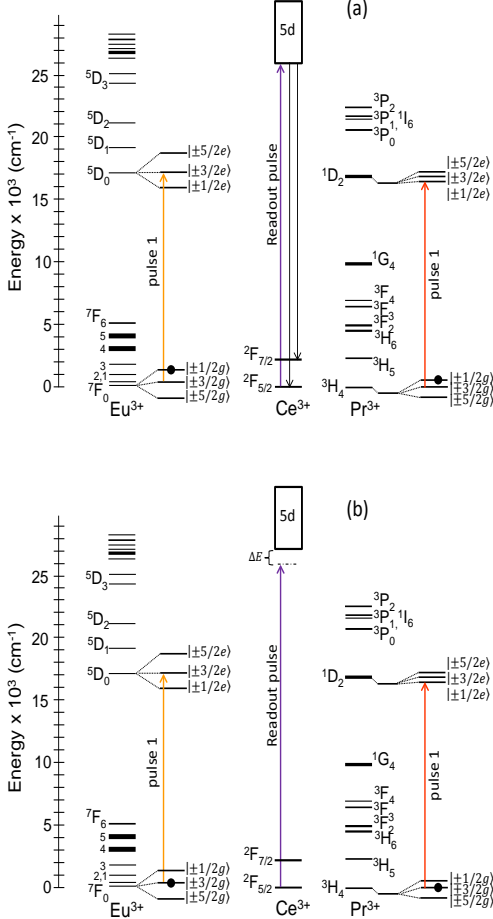 (a)
5d
25
20
15
10
5
0
Energy x 10³ (cm⁻¹)
⁵D₃
⁵D₂
⁵D₁
⁵D₀
|±5/2e⟩
|±3/2e⟩
|±1/2e⟩
pulse 1
⁷F₆
5
4
3
2,1
⁷F₀
|±1/2g⟩
|±3/2g⟩
|±5/2g⟩
Eu³⁺
Readout pulse
²F₇/₂
²F₅/₂
Ce³⁺
³P₂
³P₁, ¹I₆
³P₀
¹D₂
|±5/2e⟩
|±3/2e⟩
|±1/2e⟩
¹G₄
³F₄
³F₃
³F₂
³H₆
³H₅
³H₄
pulse 1
|±1/2g⟩
|±3/2g⟩
|±5/2g⟩
Pr³⁺
(b)
5d
ΔE
25
20
15
10
5
0
Energy x 10³ (cm⁻¹)
⁵D₃
⁵D₂
⁵D₁
⁵D₀
|±5/2e⟩
|±3/2e⟩
|±1/2e⟩
pulse 1
⁷F₆
5
4
3
2,1
⁷F₀
|±1/2g⟩
|±3/2g⟩
|±5/2g⟩
Eu³⁺
Readout pulse
²F₇/₂
²F₅/₂
Ce³⁺
³P₂
³P₁, ¹I₆
³P₀
¹D₂
|±5/2e⟩
|±3/2e⟩
|±1/2e⟩
¹G₄
³F₄
³F₃
³F₂
³H₆
³H₅
³H₄
pulse 1
|±1/2g⟩
|±3/2g⟩
|±5/2g⟩
Pr³⁺